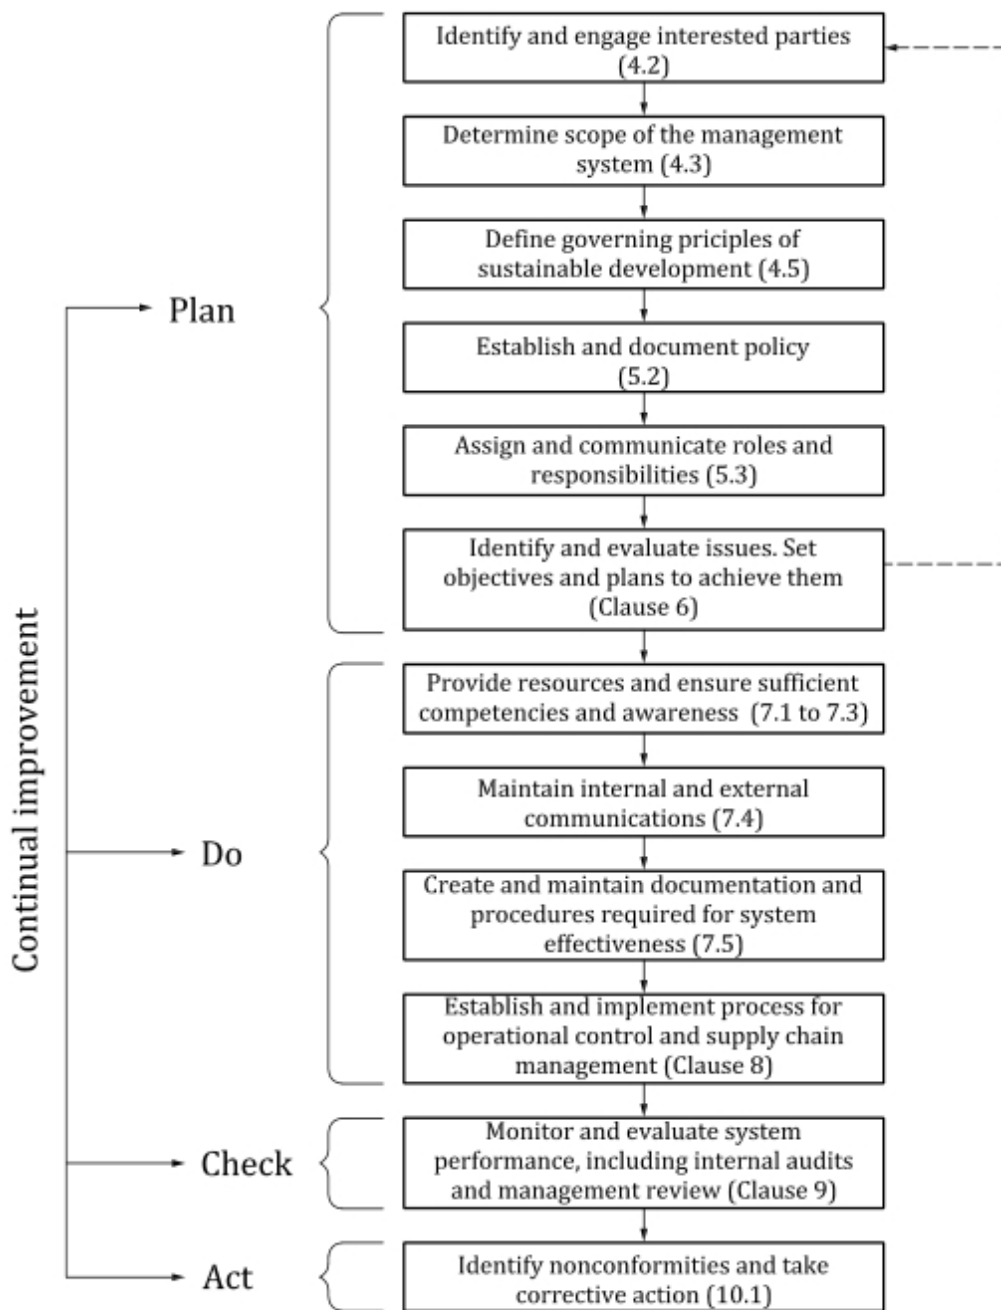 Identify and engage interested parties
(4.2)
Determine scope of the management
system (4.3)
Define governing priciples of
sustainable development (4.5)
Plan
Establish and document policy
(5.2)
Assign and communicate roles and
responsibilities (5.3)
Identify and evaluate issues. Set
objectives and plans to achieve them
(Clause 6)
Continual improvement
Provide resources and ensure sufficient
competencies and awareness (7.1 to 7.3)
Maintain internal and external
communications (7.4)
Do
Create and maintain documentation and
procedures required for system
effectiveness (7.5)
Establish and implement process for
operational control and supply chain
management (Clause 8)
Check
Monitor and evaluate system
performance, including internal audits
and management review (Clause 9)
Act
Identify nonconformities and take
corrective action (10.1)